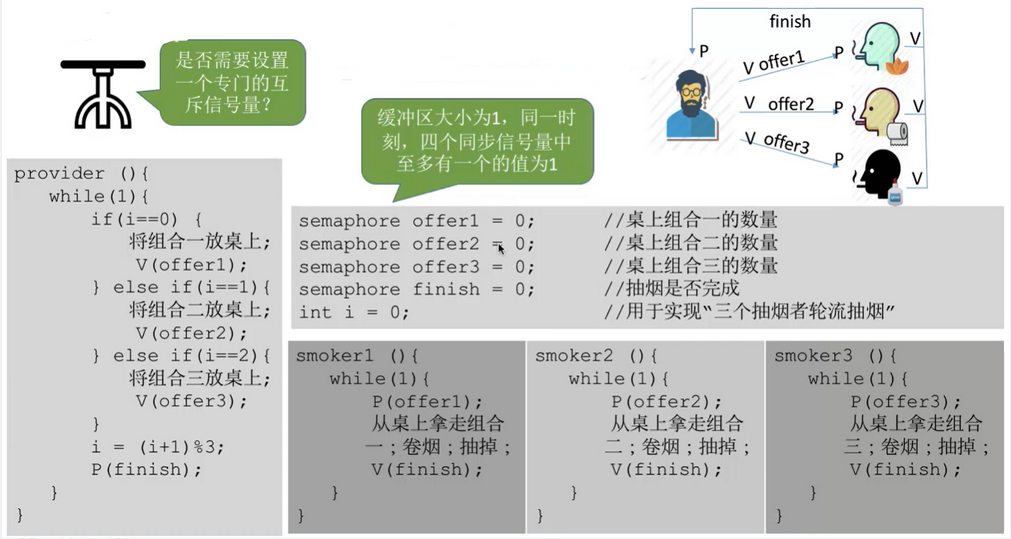 finish
是否需要设置
一个专门的互
斥信号量？
P
V offer1
P
V
V offer2
P
V
V offer3
P
V
缓冲区大小为1，同一时
刻，四个同步信号量中
至多有一个的值为1
provider (){
while(1){
if(i==0) {
将组合一放桌上;
V(offer1);
} else if(i==1){
将组合二放桌上;
V(offer2);
} else if(i==2){
将组合三放桌上;
V(offer3);
}
i = (i+1)%3;
P(finish);
}
}
semaphore offer1 = 0; //桌上组合一的数量
semaphore offer2 = 0; //桌上组合二的数量
semaphore offer3 = 0; //桌上组合三的数量
semaphore finish = 0; //抽烟是否完成
int i = 0; //用于实现“三个抽烟者轮流抽烟”
smoker1 (){
while(1){
P(offer1);
从桌上拿走组合
一；卷烟；抽掉；
V(finish);
}
}
smoker2 (){
while(1){
P(offer2);
从桌上拿走组合
二；卷烟；抽掉；
V(finish);
}
}
smoker3 (){
while(1){
P(offer3);
从桌上拿走组合
三；卷烟；抽掉；
V(finish);
}
}